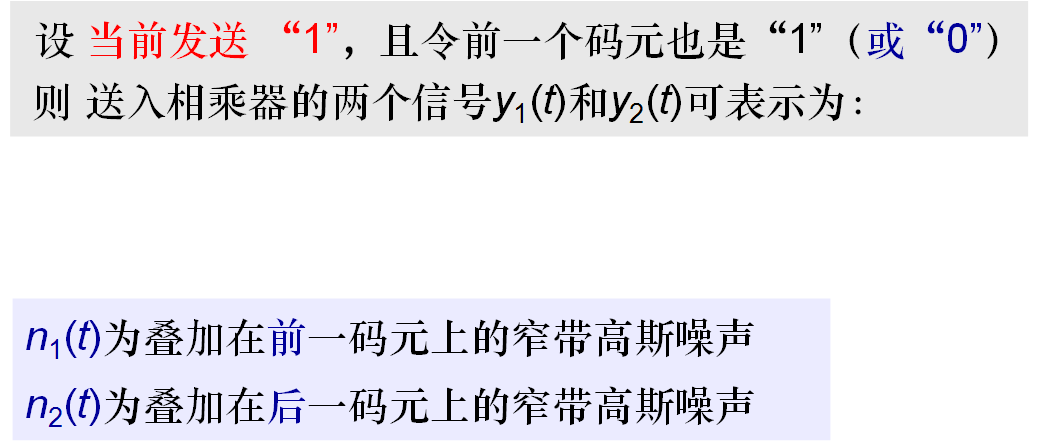 设 当前发送 “1”，且令前一个码元也是“1”（或“0”）
则 送入相乘器的两个信号y₁(t)和y₂(t)可表示为：
n₁(t)为叠加在前一码元上的窄带高斯噪声
n₂(t)为叠加在后一码元上的窄带高斯噪声